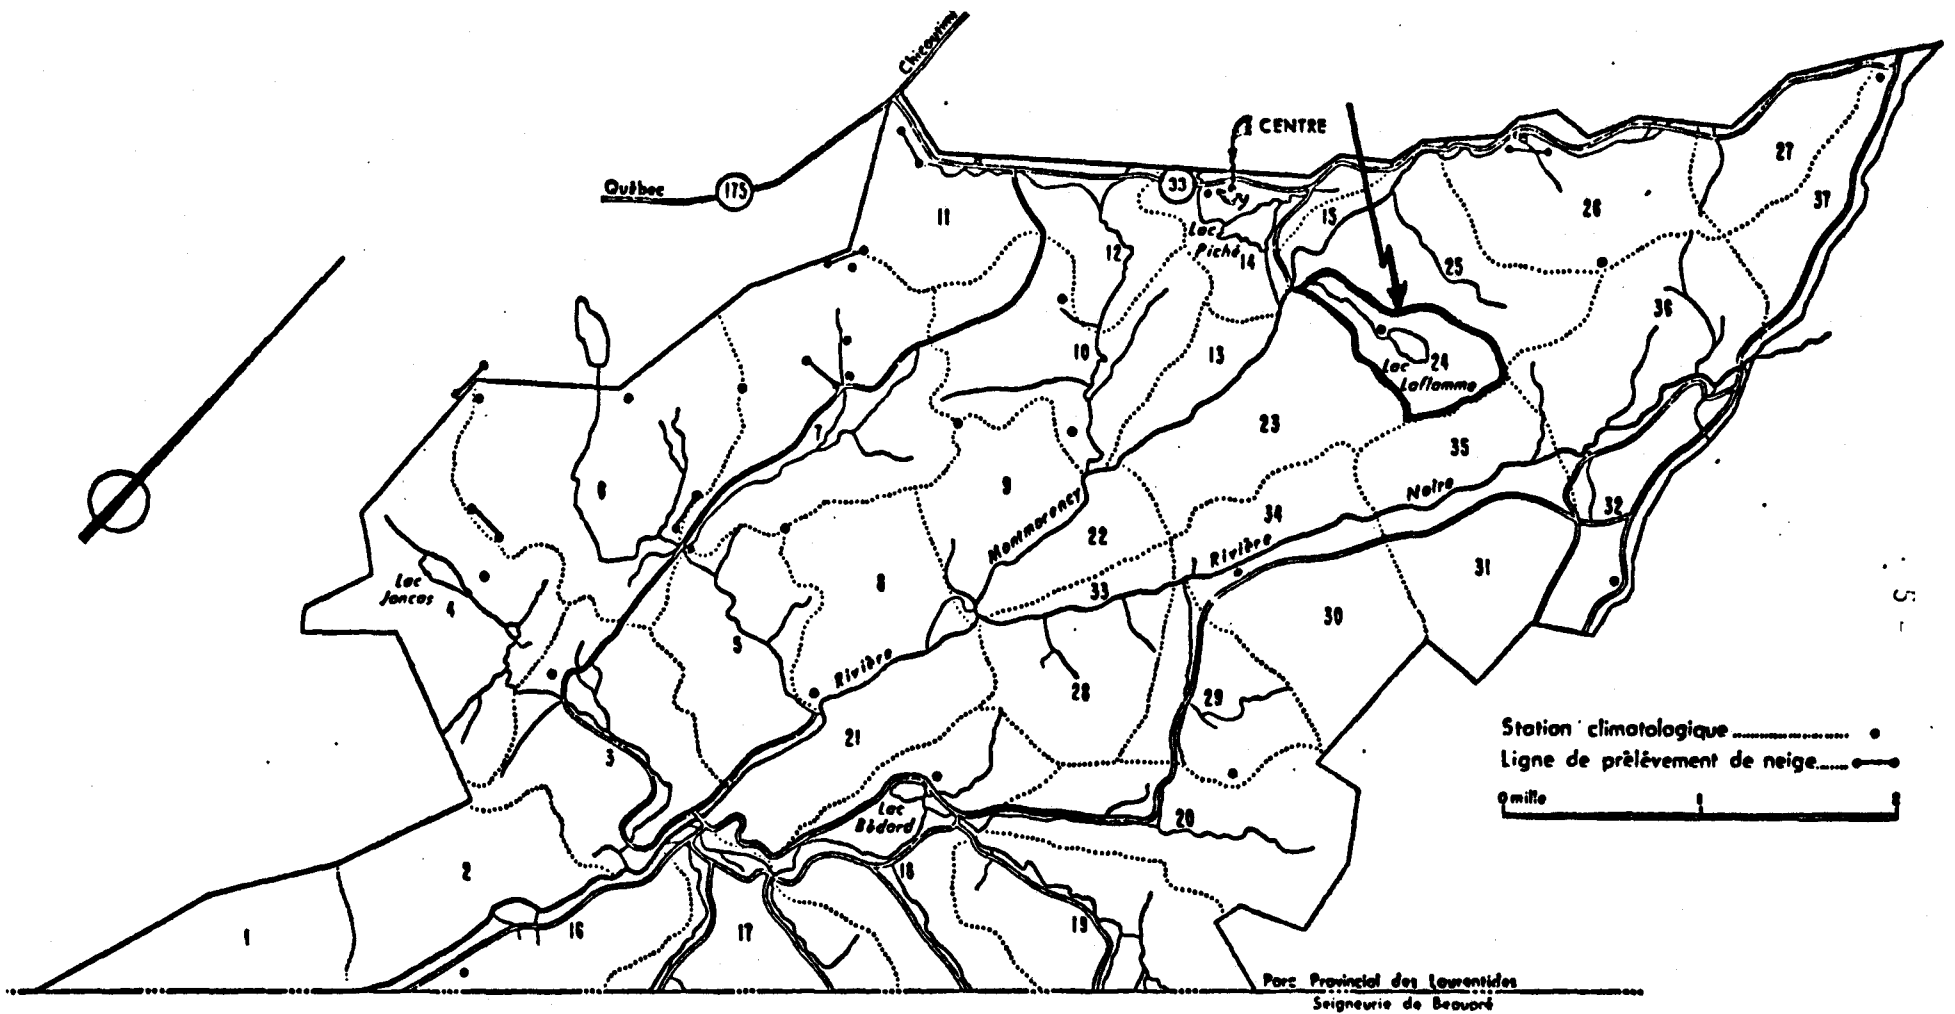 Chicoutimi
CENTRE
27
Québec
175
33
15
26
37
11
Lac
Piché
14
12
25
36
10
13
24
Lac
Laflamme
7
23
35
6
9
Noire
32
34
Montmorency
22
Rivière
31
Lac
Joncas
4
8
33
- 5 -
30
5
Rivière
28
29
21
3
Station climatologique
Ligne de prélèvement de neige
0 mille 1 2
Lac
Bédard
20
2
18
19
1
16
17
Parc Provincial des Laurentides
Seigneurie de Beaupré